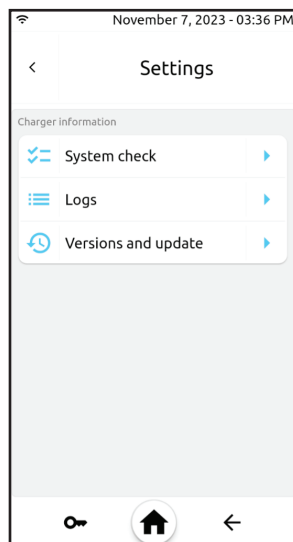 November 7, 2023 - 03:36 PM
Settings
Charger information
System check
Logs
Versions and update